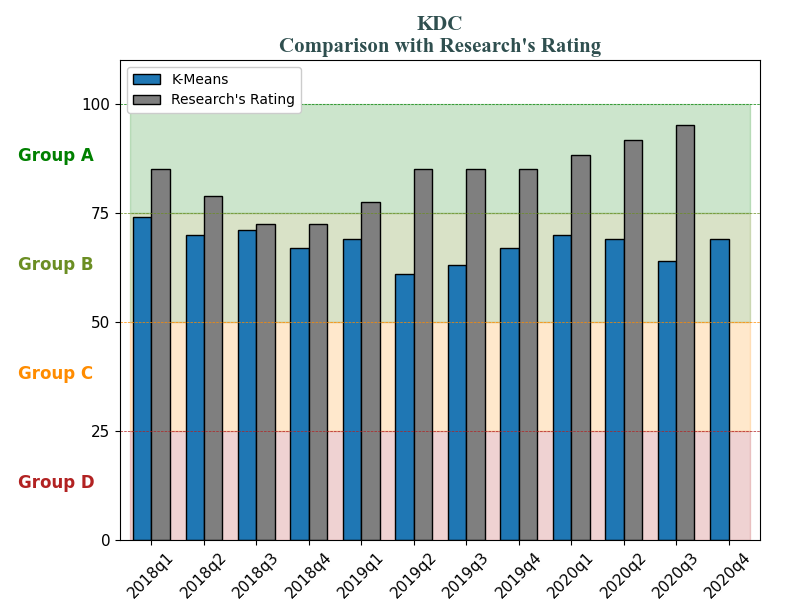 KDC
Comparison with Research's Rating
K-Means
Research's Rating
100
Group A
75
Group B
50
Group C
25
Group D
0
2018q1
2018q2
2018q3
2018q4
2019q1
2019q2
2019q3
2019q4
2020q1
2020q2
2020q3
2020q4